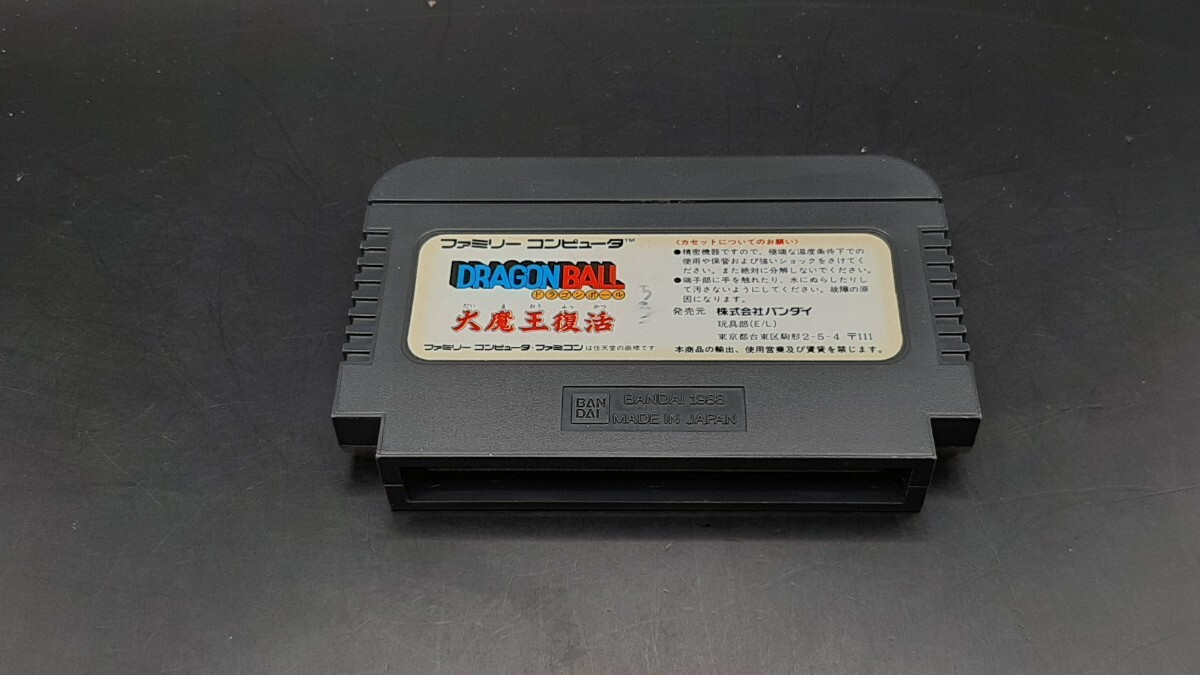 ファミリー コンピュータ™
DRAGON BALL
ドラゴンボール
だい ま おう ふっ かつ
大魔王復活
ファミリー コンピュータ・ファミコンは任天堂の商標です
〈カセットについてのお願い〉
●精密機器ですので、極端な温度条件下での
使用や保管および強いショックをさけてく
ださい。また絶対に分解しないでください。
●端子部に手を触れたり、水にぬらしたりし
て汚さないようにしてください。故障の原
因になります。
発売元 株式会社バンダイ
玩具部(E/L)
東京都台東区駒形2-5-4 〒111
本商品の輸出、使用営業及び賃貸を禁じます。
BAN
DAI
BANDAI 1988
MADE IN JAPAN